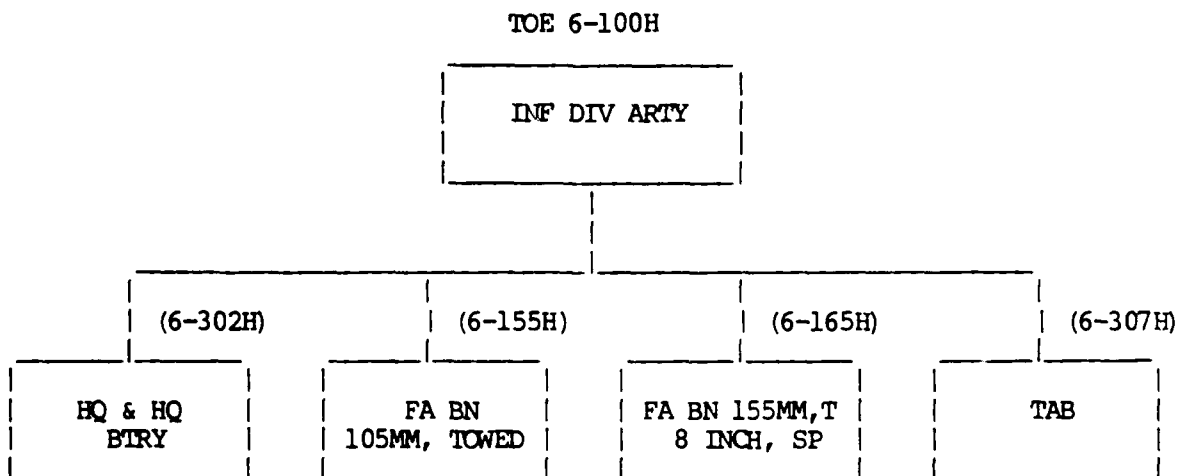 TOE 6-100H
INF DIV ARTY
(6-302H)
(6-155H)
(6-165H)
(6-307H)
HQ & HQ
BTRY
FA BN
105MM, TOWED
FA BN 155MM,T
8 INCH, SP
TAB